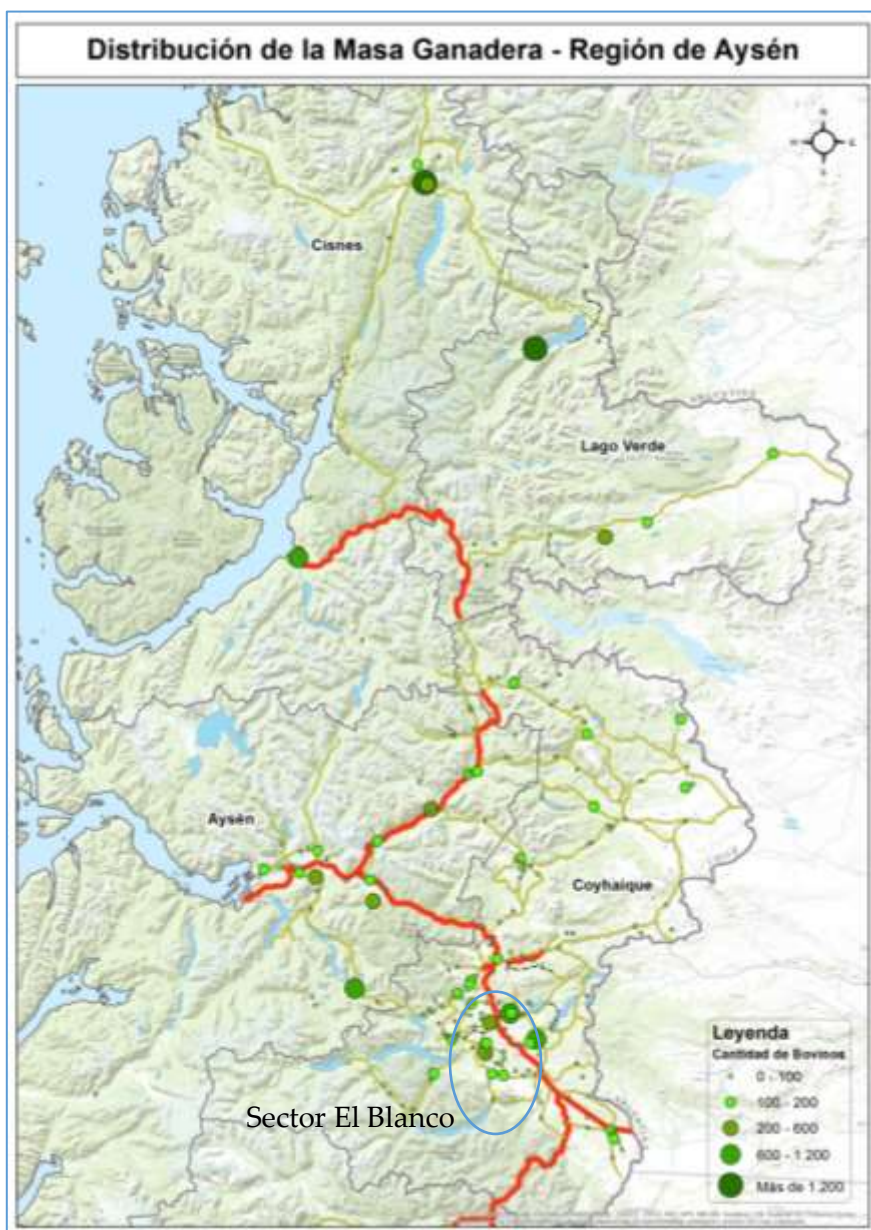 Distribución de la Masa Ganadera - Región de Aysén
Cisnes
Lago Verde
Aysén
Coyhaique
Sector El Blanco
Leyenda
Cantidad de Bovinos
0 - 100
100 - 200
200 - 600
600 - 1 200
Más de 1.200